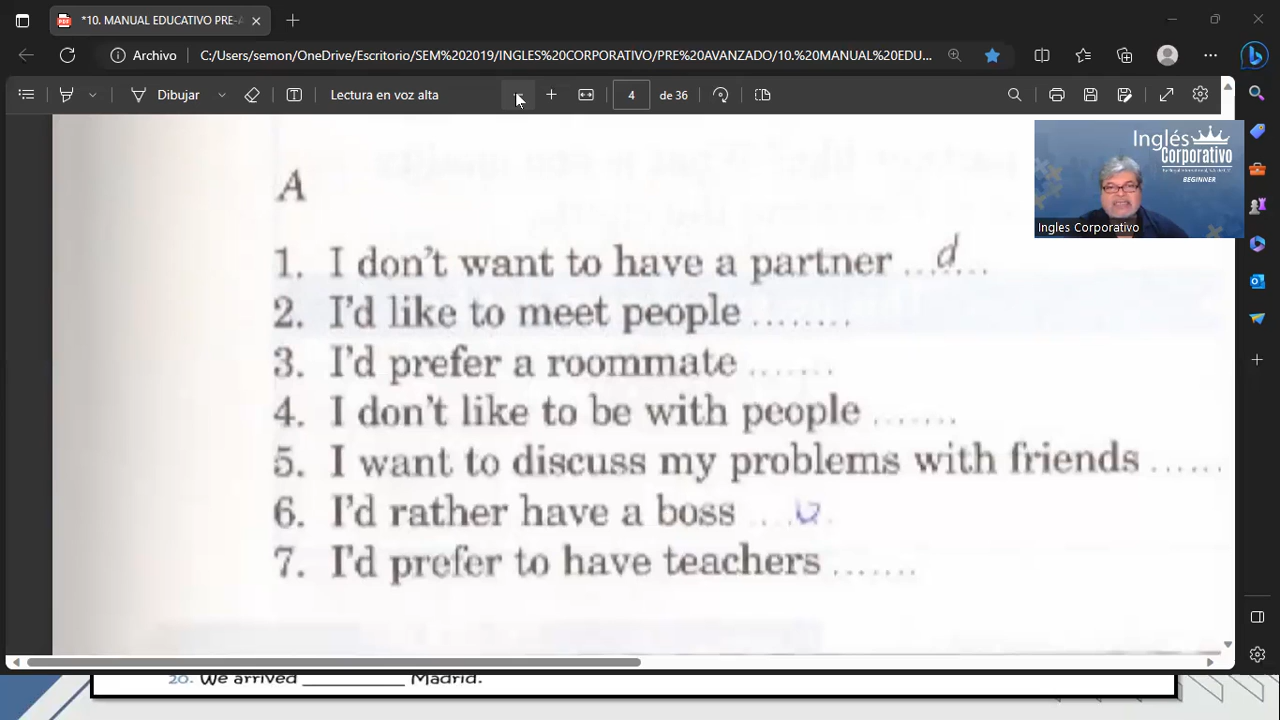 *10. MANUAL EDUCATIVO PRE-A
Archivo
C:/Users/semon/OneDrive/Escritorio/SEM%202019/INGLES%20CORPORATIVO/PRE%20AVANZADO/10.%20MANUAL%20EDU...
Dibujar
Lectura en voz alta
4
de 36
Inglés
Corporativo
BEGINNER
Ingles Corporativo
A
1. I don't want to have a partner ...d...
2. I'd like to meet people ........
3. I'd prefer a roommate .......
4. I don't like to be with people .......
5. I want to discuss my problems with friends ......
6. I'd rather have a boss ....
7. I'd prefer to have teachers .......
20. We arrived __________ Madrid.